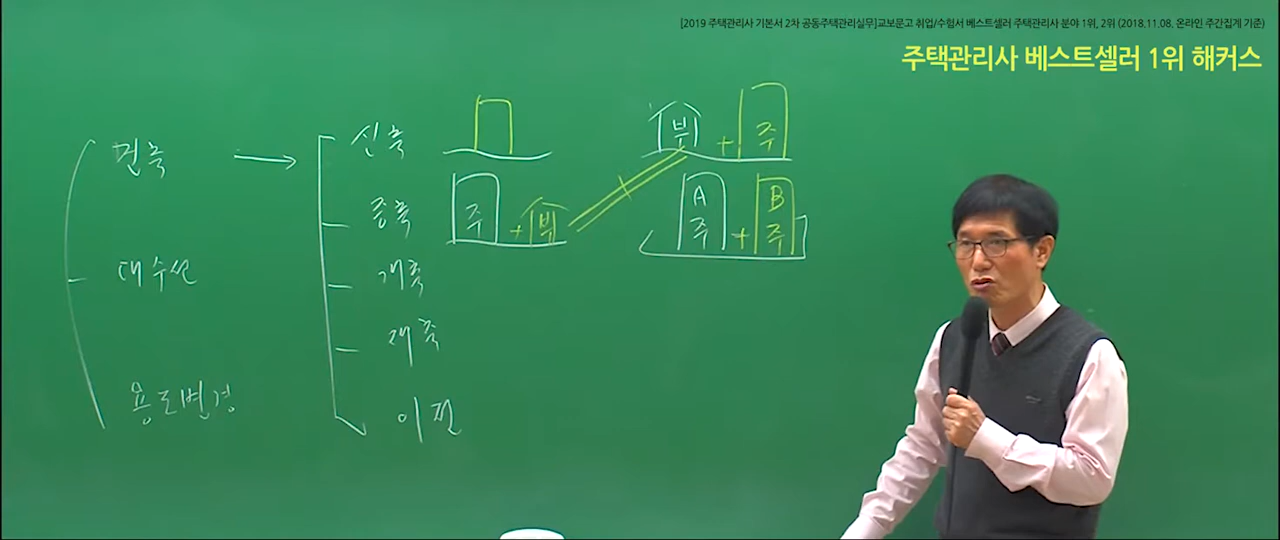 [2019 주택관리사 기본서 2차 공동주택관리실무]교보문고 취업/수험서 베스트셀러 주택관리사 분야 1위, 2위 (2018.11.08. 온라인 주간집계 기준)
주택관리사 베스트셀러 1위 해커스
건축 → 신축
부 + 주
증축
주 + 부
A B
주 + 주
대수선
개축
재축
용도변경
이전